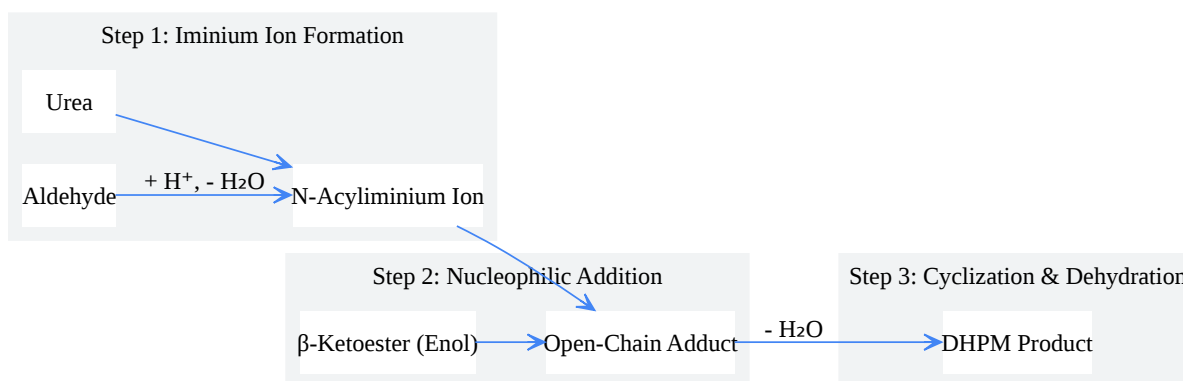 Step 1: Iminium Ion Formation
Urea
Aldehyde
+ H⁺, - H₂O
N-Acyliminium Ion
Step 2: Nucleophilic Addition
β-Ketoester (Enol)
Open-Chain Adduct
- H₂O
Step 3: Cyclization & Dehydration
DHPM Product